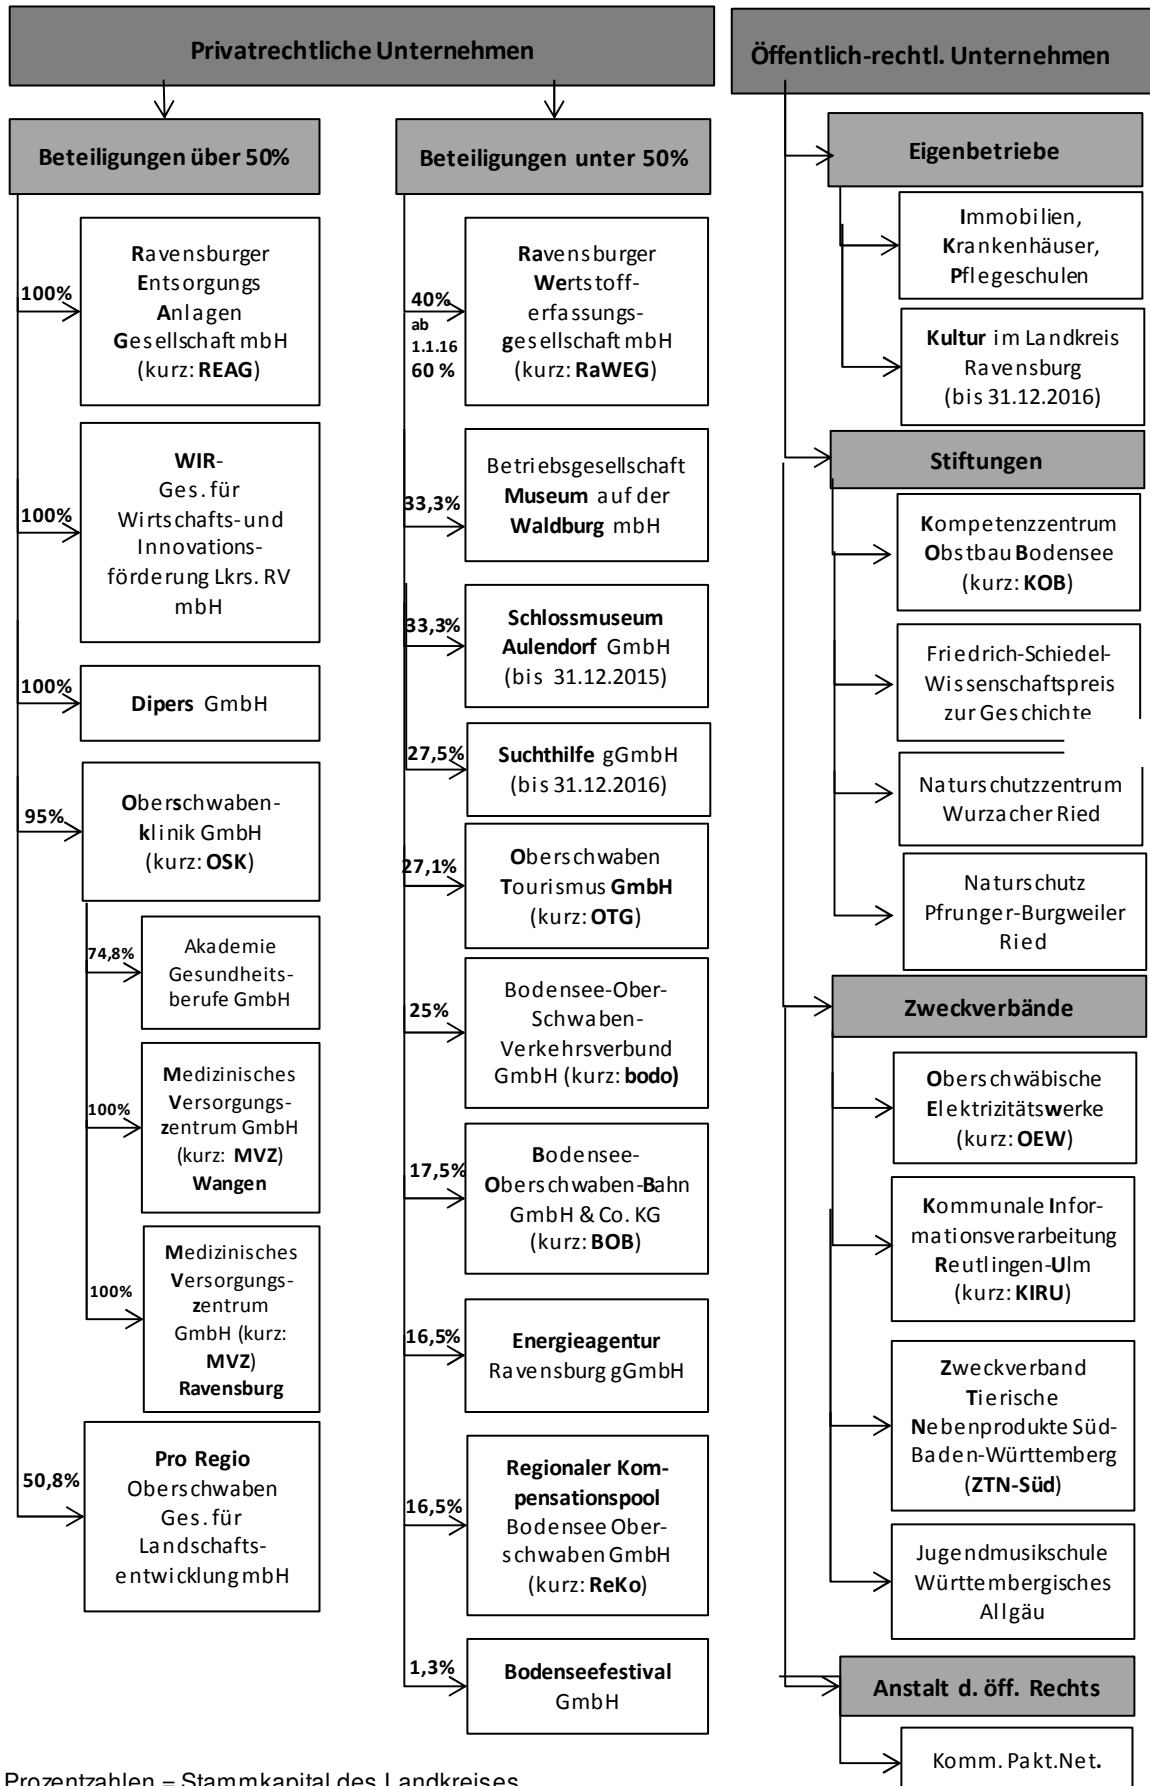 Privatrechtliche Unternehmen
Beteiligungen über 50%
100%
Ravensburger
Entsorgungs
Anlagen
Gesellschaft mbH
(kurz: REAG)
100%
WIR-
Ges. für
Wirtschafts- und
Innovations-
förderung Lkrs. RV
mbH
100%
Dipers GmbH
95%
Oberschwaben-
klinik GmbH
(kurz: OSK)
74,8%
Akademie
Gesundheits-
berufe GmbH
100%
Medizinisches
Versorgungs-
zentrum GmbH
(kurz: MVZ)
Wangen
100%
Medizinisches
Versorgungs-
zentrum
GmbH (kurz:
MVZ)
Ravensburg
50,8%
Pro Regio
Oberschwaben
Ges. für
Landschafts-
entwicklung mbH
Beteiligungen unter 50%
40%
ab
1.1.16
60 %
Ravensburger
Wertstoff-
erfassungs-
gesellschaft mbH
(kurz: RaWEG)
33,3%
Betriebsgesellschaft
Museum auf der
Waldburg mbH
33,3%
Schlossmuseum
Aulendorf GmbH
(bis 31.12.2015)
27,5%
Suchthilfe gGmbH
(bis 31.12.2016)
27,1%
Oberschwaben
Tourismus GmbH
(kurz: OTG)
25%
Bodensee-Ober-
Schwaben-
Verkehrsverbund
GmbH (kurz: bodo)
17,5%
Bodensee-
Oberschwaben-Bahn
GmbH & Co. KG
(kurz: BOB)
16,5%
Energieagentur
Ravensburg gGmbH
16,5%
Regionaler Kom-
pensationspool
Bodensee Ober-
schwaben GmbH
(kurz: ReKo)
1,3%
Bodenseefestival
GmbH
Öffentlich-rechtl. Unternehmen
Eigenbetriebe
Immobilien,
Krankenhäuser,
Pflegeschulen
Kultur im Landkreis
Ravensburg
(bis 31.12.2016)
Stiftungen
Kompetenzzentrum
Obstbau Bodensee
(kurz: KOB)
Friedrich-Schiedel-
Wissenschaftspreis
zur Geschichte
Naturschutzzentrum
Wurzacher Ried
Naturschutz
Pfrunger-Burgweiler
Ried
Zweckverbände
Oberschwäbische
Elektrizitätswerke
(kurz: OEW)
Kommunale Infor-
mationsverarbeitung
Reutlingen-Ulm
(kurz: KIRU)
Zweckverband
Tierische
Nebenprodukte Süd-
Baden-Württemberg
(ZTN-Süd)
Jugendmusikschule
Württembergisches
Allgäu
Anstalt d. öff. Rechts
Komm. Pakt.Net.
Prozentzahlen = Stammkapital des Landkreises